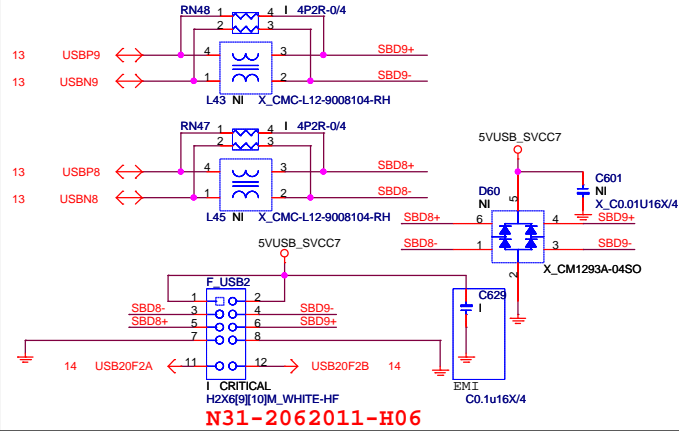 RN48 1 4 I 4P2R-0/4
2 3
13 USBP9 4 3 SBD9+
13 USBN9 1 2 SBD9-
L43 NI X_CMC-L12-9008104-RH
RN47 1 4 I 4P2R-0/4
2 3
13 USBP8 4 3 SBD8+
13 USBN8 1 2 SBD8-
L45 NI X_CMC-L12-9008104-RH
5VUSB_SVCC7
C601
NI
X_C0.01U16X/4
D60
NI
5
SBD8+ 6 4 SBD9+
SBD8- 1 3 SBD9-
2
X_CM1293A-04SO
5VUSB_SVCC7
F_USB2
1 2
SBD8- 3 4 SBD9-
SBD8+ 5 6 SBD9+
7 8
14 USB20F2A 11 12 USB20F2B 14
I CRITICAL
H2X6[9][10]M_WHITE-HF
N31-2062011-H06
C629
I
EMI
C0.1u16X/4